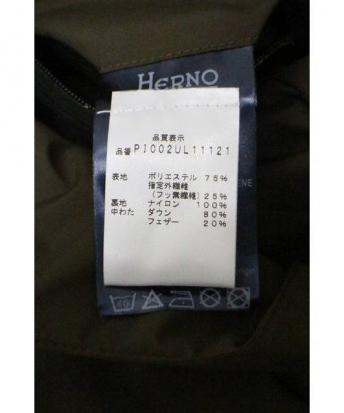 HERNO
品質表示
品番 PI002UL11121
表地 ポリエステル 75%
指定外繊維
(フッ素繊維) 25%
裏地 ナイロン 100%
中わた ダウン 80%
フェザー 20%
40